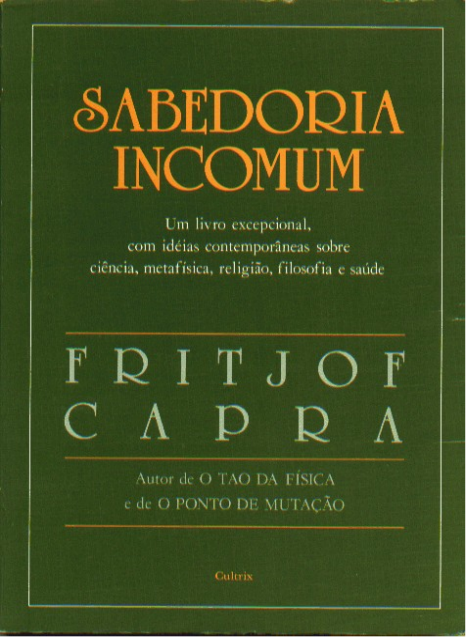 SABEDORIA
INCOMUM
Um livro excepcional,
com idéias contemporâneas sobre
ciência, metafísica, religião, filosofia e saúde
FRITJOF
CAPRA
Autor de O TAO DA FÍSICA
e de O PONTO DE MUTAÇÃO
Cultrix